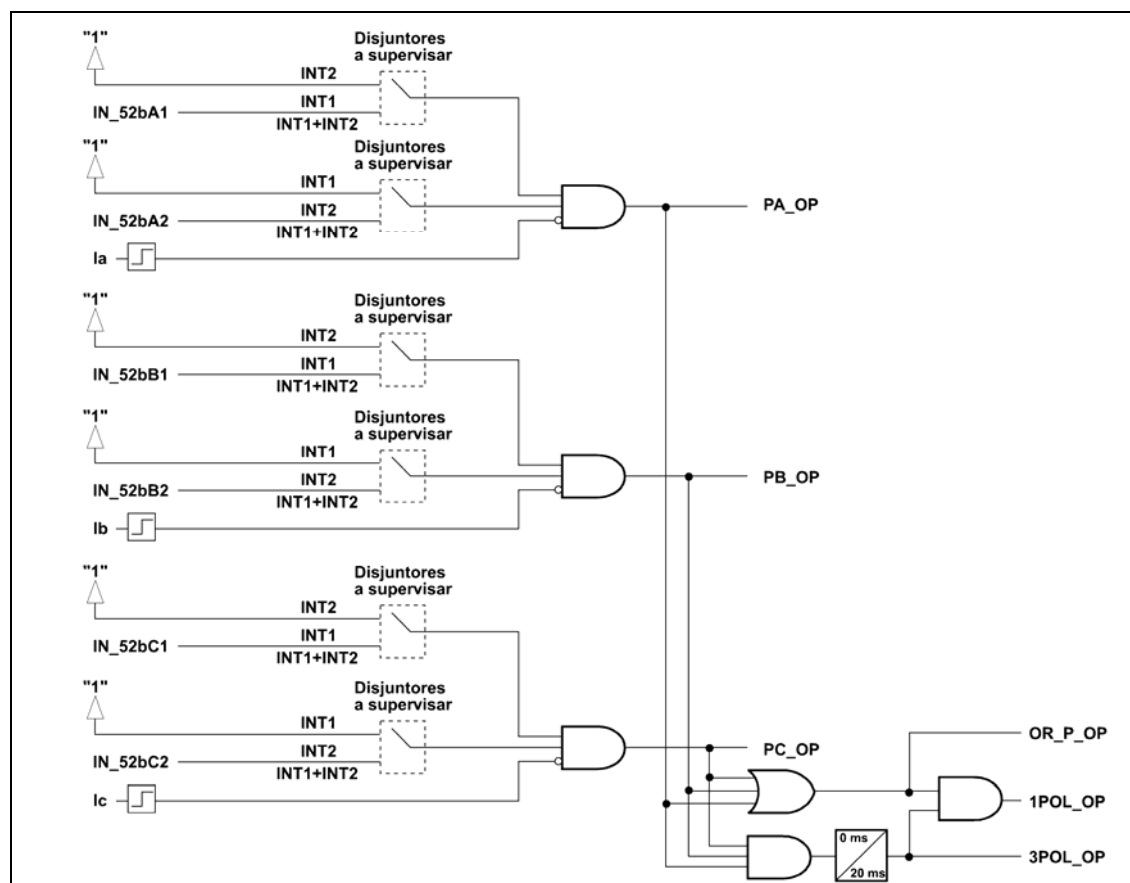 "1"
Disjuntores
a supervisar
INT2
INT1
IN_52bA1
INT1+INT2
"1"
Disjuntores
a supervisar
INT1
INT2
IN_52bA2
INT1+INT2
PA_OP
Ia
"1"
Disjuntores
a supervisar
INT2
INT1
IN_52bB1
INT1+INT2
"1"
Disjuntores
a supervisar
INT1
INT2
IN_52bB2
INT1+INT2
PB_OP
Ib
"1"
Disjuntores
a supervisar
INT2
INT1
IN_52bC1
INT1+INT2
"1"
Disjuntores
a supervisar
INT1
INT2
IN_52bC2
INT1+INT2
PC_OP
Ic
OR_P_OP
1POL_OP
0 ms
20 ms
3POL_OP